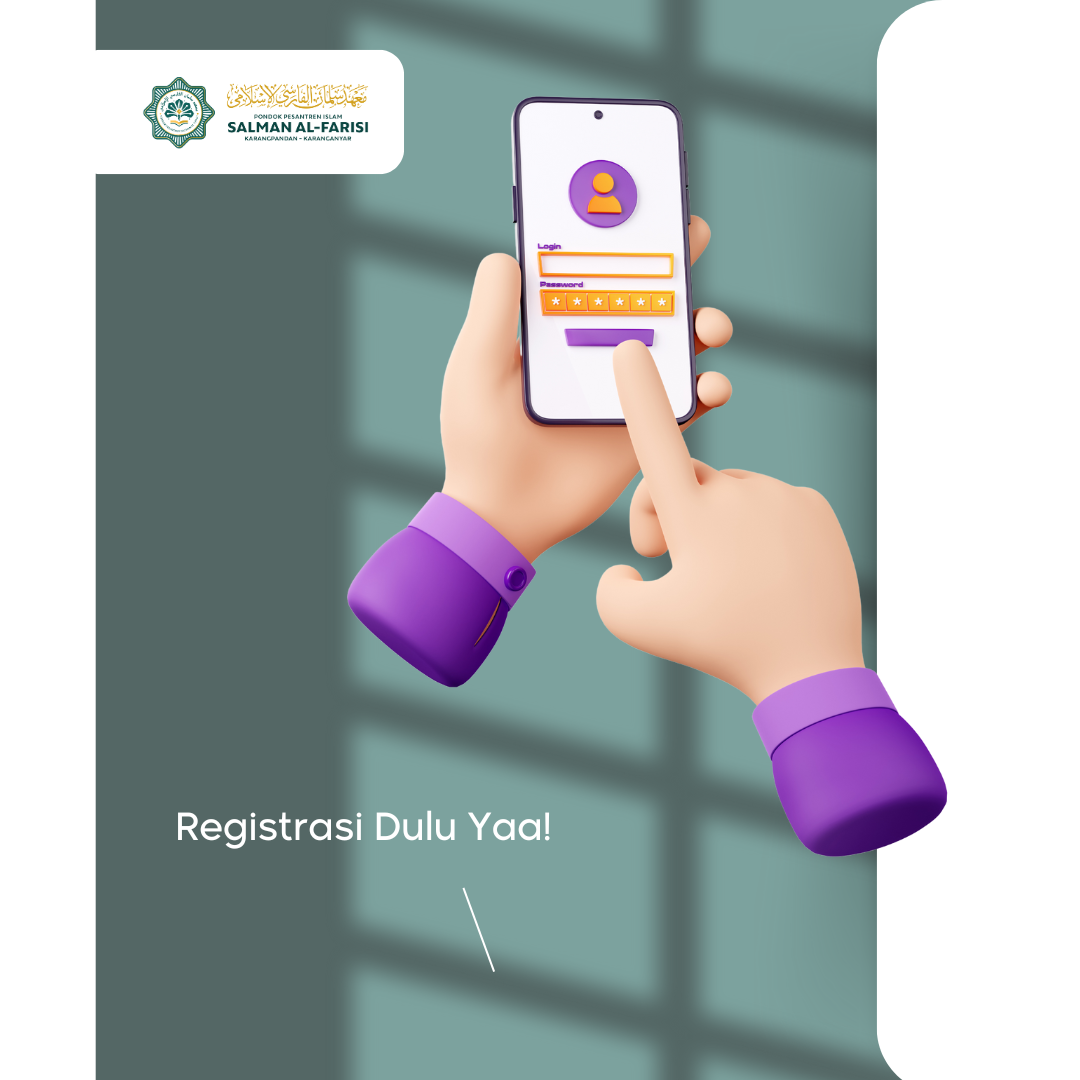 معهد سلمان الفارسي الإسلامي
PONDOK PESANTREN ISLAM
SALMAN AL-FARISI
KARANGPANDAN - KARANGANYAR
Login
Password
* * * * * *
Registrasi Dulu Yaa!